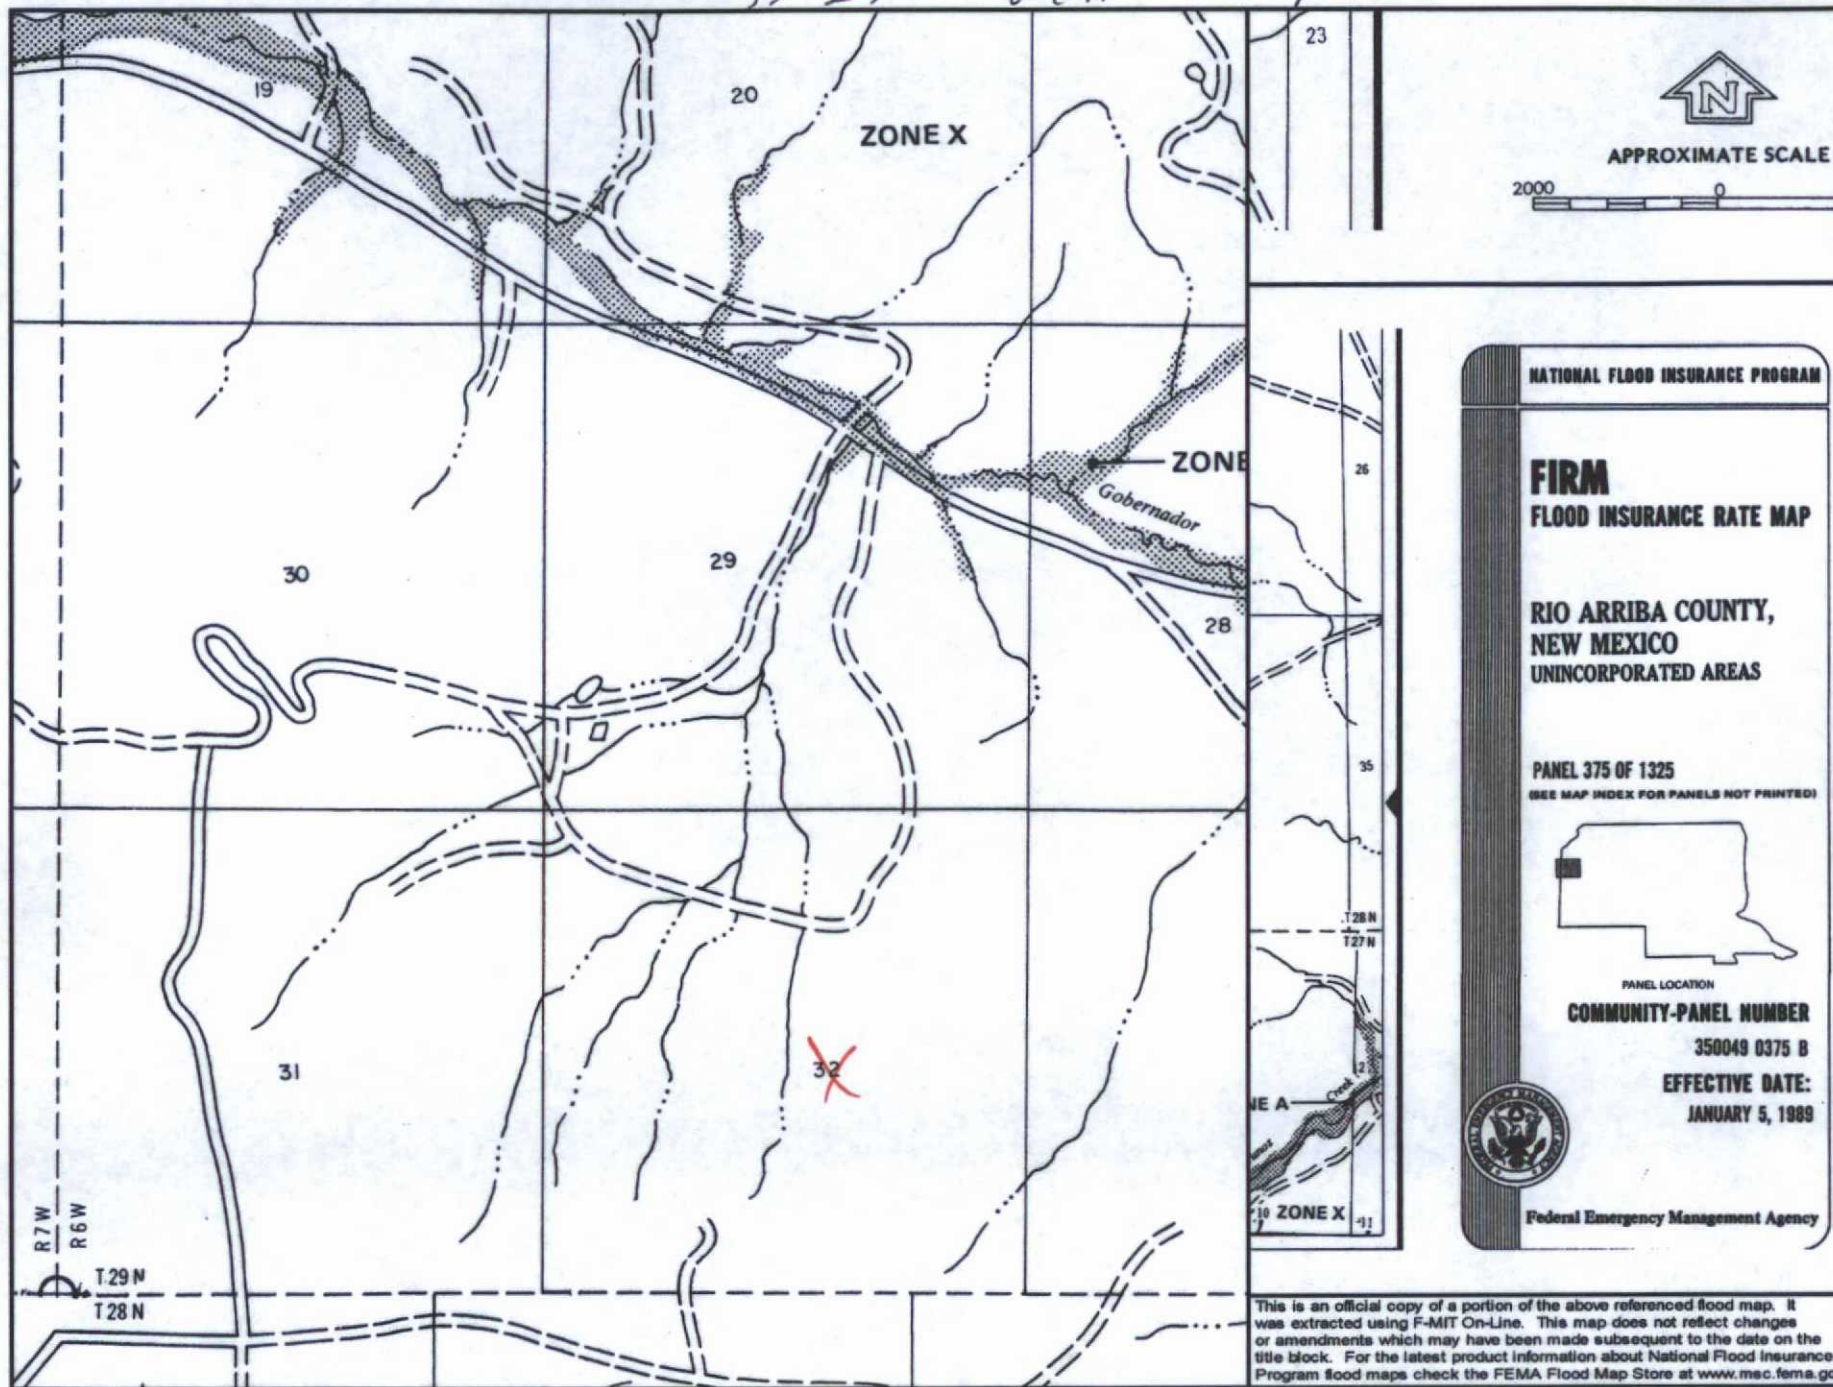 19
20
ZONE X
23
APPROXIMATE SCALE
2000 0
NATIONAL FLOOD INSURANCE PROGRAM
FIRM
FLOOD INSURANCE RATE MAP
RIO ARRIBA COUNTY,
NEW MEXICO
UNINCORPORATED AREAS
PANEL 375 OF 1325
(SEE MAP INDEX FOR PANELS NOT PRINTED)
PANEL LOCATION
COMMUNITY-PANEL NUMBER
350049 0375 B
EFFECTIVE DATE:
JANUARY 5, 1989
Federal Emergency Management Agency
ZONE
Gobernador
26
30
29
28
35
T28N
T27N
31
32
2
Creek
NE A
10 ZONE X 11
R7W
R6W
T29N
T28N
This is an official copy of a portion of the above referenced flood map. It
was extracted using F-MIT On-Line. This map does not reflect changes
or amendments which may have been made subsequent to the date on the
title block. For the latest product information about National Flood Insurance
Program flood maps check the FEMA Flood Map Store at www.msc.fema.go